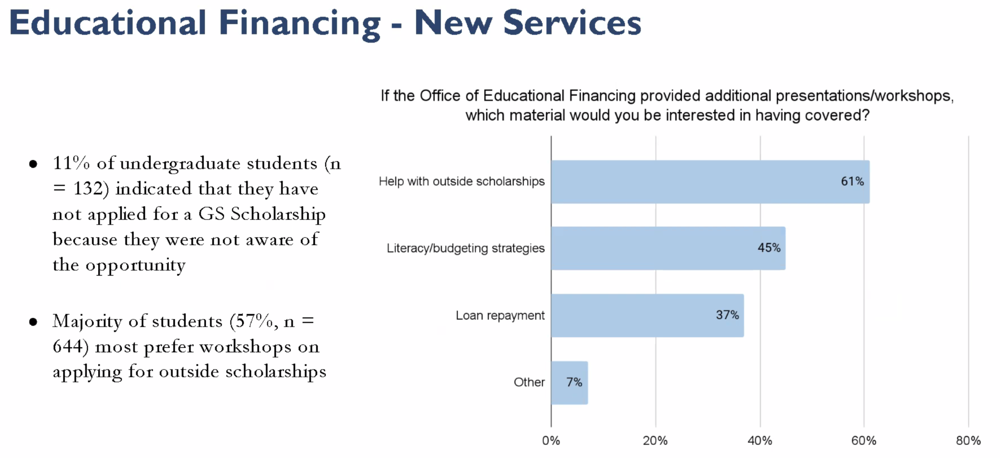 Educational Financing - New Services
● 11% of undergraduate students (n
= 132) indicated that they have
not applied for a GS Scholarship
because they were not aware of
the opportunity
● Majority of students (57%, n =
644) most prefer workshops on
applying for outside scholarships
If the Office of Educational Financing provided additional presentations/workshops,
which material would you be interested in having covered?
Help with outside scholarships 61%
Literacy/budgeting strategies 45%
Loan repayment 37%
Other 7%
0% 20% 40% 60% 80%